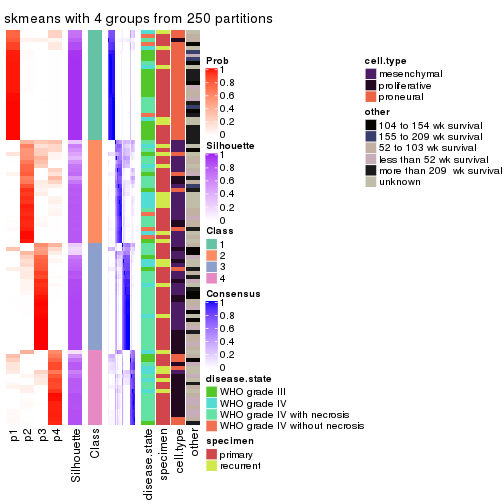 skmeans with 4 groups from 250 partitions
Prob
1
0.8
0.6
0.4
0.2
0
Silhouette
1
0.8
0.6
0.4
0.2
0
Class
1
2
3
4
Consensus
1
0.8
0.6
0.4
0.2
0
disease.state
WHO grade III
WHO grade IV
WHO grade IV with necrosis
WHO grade IV without necrosis
specimen
primary
recurrent
cell.type
mesenchymal
proliferative
proneural
other
104 to 154 wk survival
155 to 209 wk survival
52 to 103 wk survival
less than 52 wk survival
more than 209  wk survival
unknown
p1
p2
p3
p4
Silhouette
Class
disease.state
specimen
cell.type
other